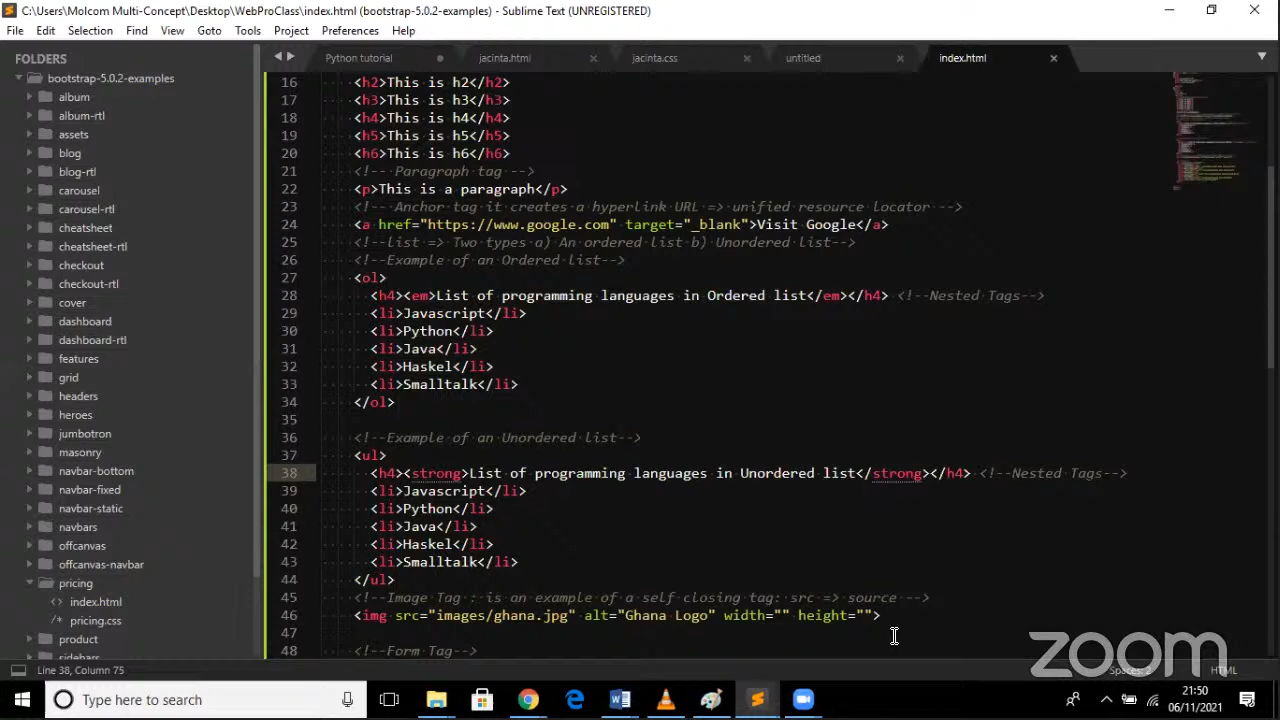 C:\Users\Molcom Multi-Concept\Desktop\WebProClass\index.html (bootstrap-5.0.2-examples) - Sublime Text (UNREGISTERED)
File Edit Selection Find View Goto Tools Project Preferences Help
FOLDERS
bootstrap-5.0.2-examples
album
album-rtl
assets
blog
blog-rtl
carousel
carousel-rtl
cheatsheet
cheatsheet-rtl
checkout
checkout-rtl
cover
dashboard
dashboard-rtl
features
grid
headers
heroes
jumbotron
masonry
navbar-bottom
navbar-fixed
navbar-static
navbars
offcanvas
offcanvas-navbar
pricing
<> index.html
/* pricing.css
product
sidebars
Python tutorial jacinta.html jacinta.css untitled index.html
16 <h2>This is h2</h2>
17 <h3>This is h3</h3>
18 <h4>This is h4</h4>
19 <h5>This is h5</h5>
20 <h6>This is h6</h6>
21 <!-- Paragraph tag -->
22 <p>This is a paragraph</p>
23 <!-- Anchor tag it creates a hyperlink URL => unified resource locator -->
24 <a href="https://www.google.com" target="_blank">Visit Google</a>
25 <!--list => Two types a) An ordered list b) Unordered list-->
26 <!--Example of an Ordered list-->
27 <ol>
28 <h4><em>List of programming languages in Ordered list</em></h4> <!--Nested Tags-->
29 <li>Javascript</li>
30 <li>Python</li>
31 <li>Java</li>
32 <li>Haskel</li>
33 <li>Smalltalk</li>
34 </ol>
35
36 <!--Example of an Unordered list-->
37 <ul>
38 <h4><strong>List of programming languages in Unordered list</strong></h4> <!--Nested Tags-->
39 <li>Javascript</li>
40 <li>Python</li>
41 <li>Java</li>
42 <li>Haskel</li>
43 <li>Smalltalk</li>
44 </ul>
45 <!--Image Tag : is an example of a self closing tag: src => source -->
46 <img src="images/ghana.jpg" alt="Ghana Logo" width="" height="">
47
48 <!--Form Tag-->
zoom
Line 38, Column 75 Spaces: 2 HTML
Type here to search
21:50
06/11/2021